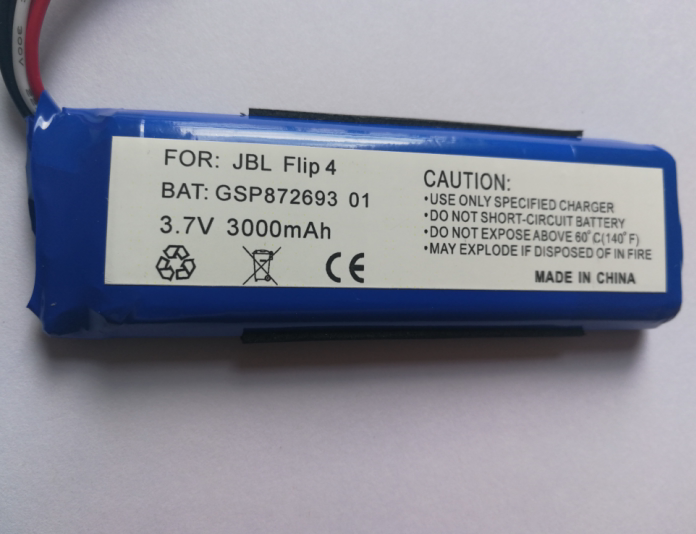 300V
FOR: JBL Flip 4
BAT: GSP872693 01
3.7V 3000mAh
CE
CAUTION:
•USE ONLY SPECIFIED CHARGER
•DO NOT SHORT-CIRCUIT BATTERY
•DO NOT EXPOSE ABOVE 60°C(140°F)
•MAY EXPLODE IF DISPOSED OF IN FIRE
MADE IN CHINA